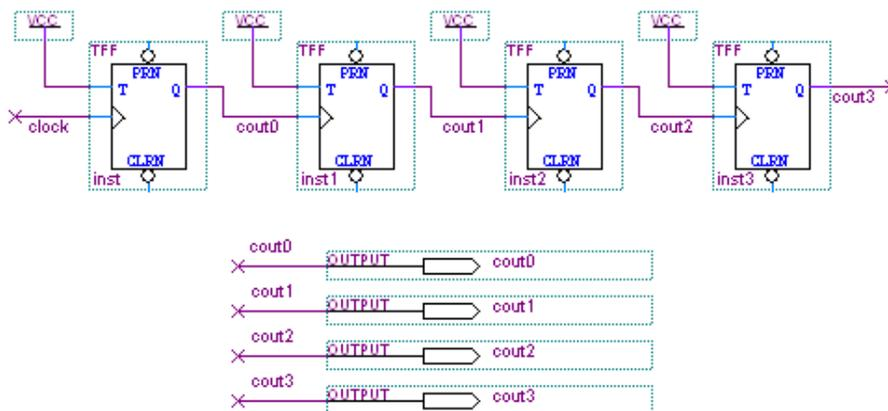 VCC VCC VCC VCC
TFF TFF TFF TFF
PRN PRN PRN PRN
T Q T Q T Q T Q
clock cout0 cout1 cout2 cout3
CLRN CLRN CLRN CLRN
inst inst1 inst2 inst3
cout0 OUTPUT cout0
cout1 OUTPUT cout1
cout2 OUTPUT cout2
cout3 OUTPUT cout3